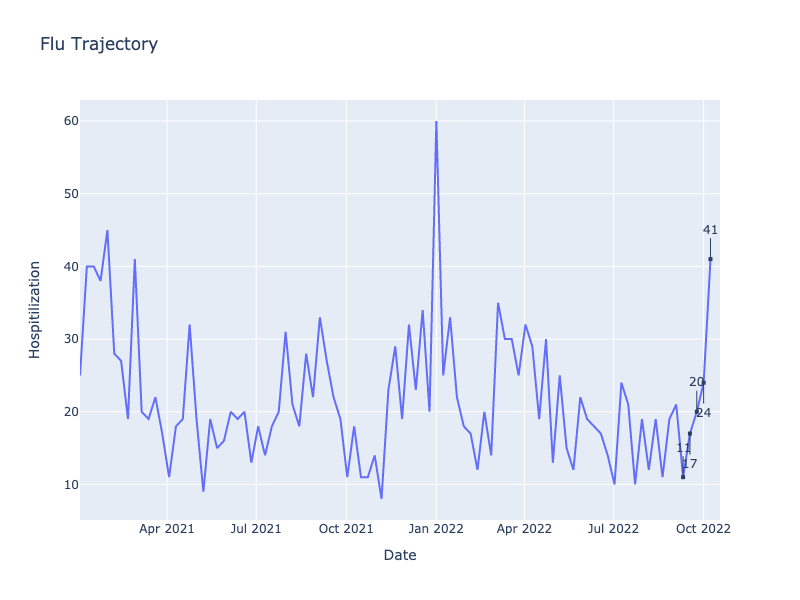 Flu Trajectory
60
50
40
30
20
10
Hospitilization
41
20
24
11
17
Apr 2021
Jul 2021
Oct 2021
Jan 2022
Apr 2022
Jul 2022
Oct 2022
Date